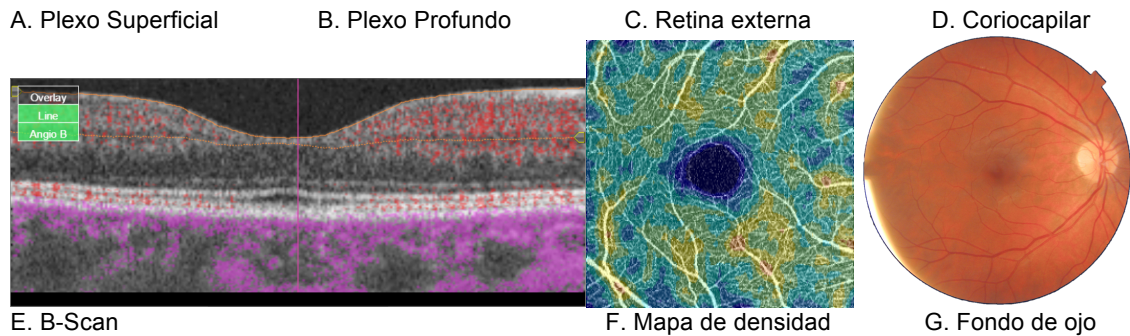 A. Plexo Superficial B. Plexo Profundo C. Retina externa D. Coriocapilar
Overlay
Line
Angio B
E. B-Scan F. Mapa de densidad G. Fondo de ojo